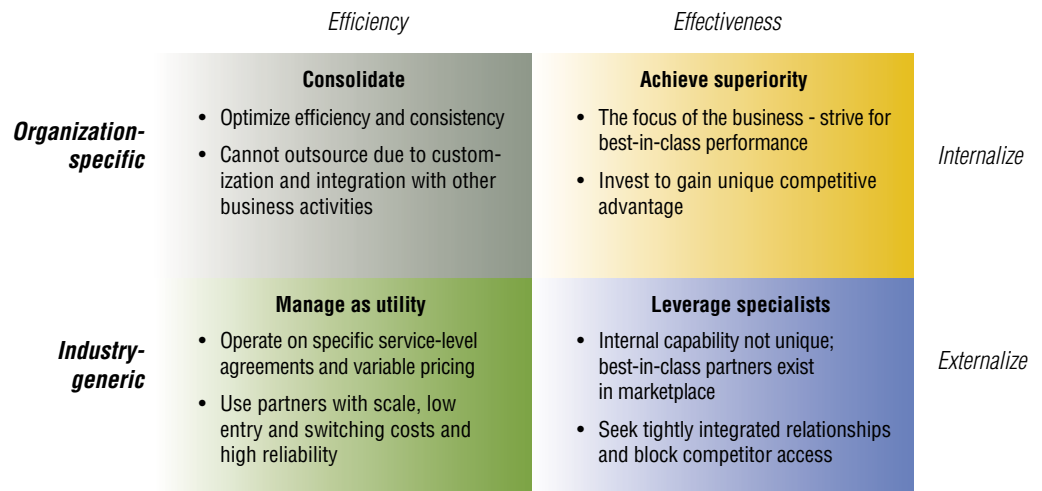 Efficiency
Effectiveness
Organization-
specific
Consolidate
• Optimize efficiency and consistency
• Cannot outsource due to custom-
ization and integration with other
business activities
Achieve superiority
• The focus of the business - strive for
best-in-class performance
• Invest to gain unique competitive
advantage
Internalize
Industry-
generic
Manage as utility
• Operate on specific service-level
agreements and variable pricing
• Use partners with scale, low
entry and switching costs and
high reliability
Leverage specialists
• Internal capability not unique;
best-in-class partners exist
in marketplace
• Seek tightly integrated relationships
and block competitor access
Externalize